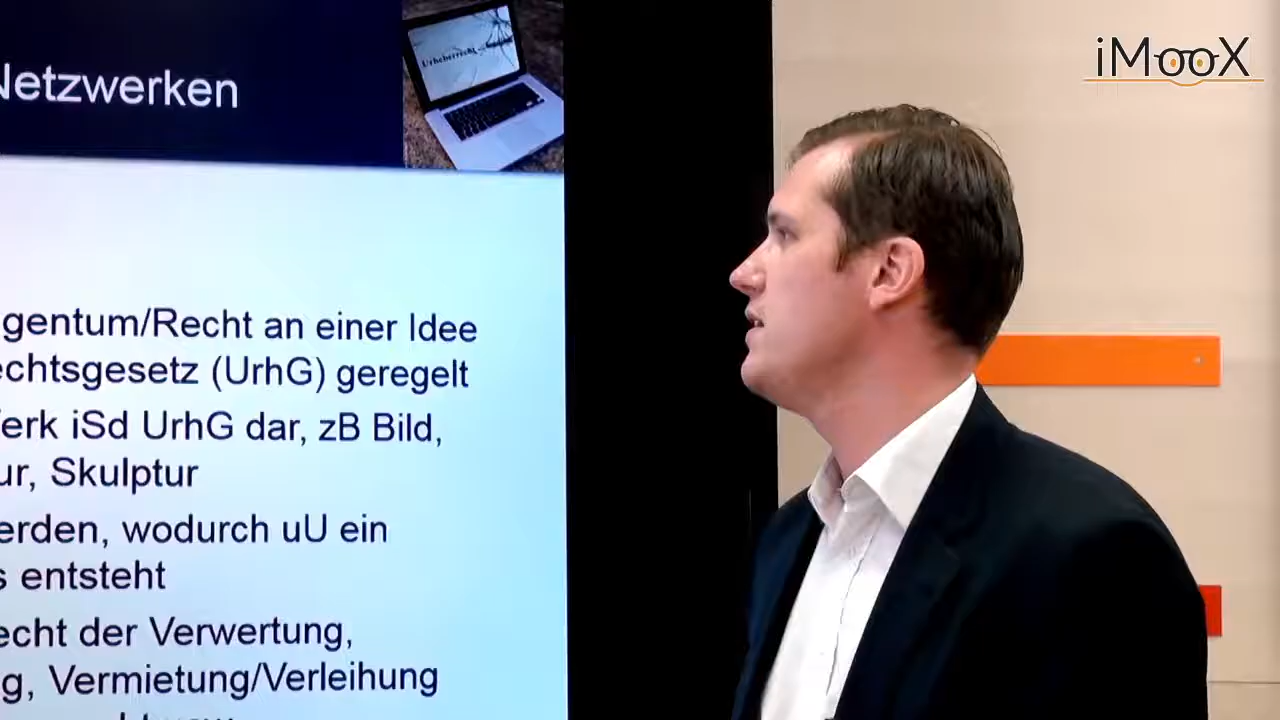 iMooX
Netzwerken
Urheberrecht
gentum/Recht an einer Idee
echtsgesetz (UrhG) geregelt
erk iSd UrhG dar, zB Bild,
ur, Skulptur
erden, wodurch uU ein
s entsteht
echt der Verwertung,
g, Vermietung/Verleihung